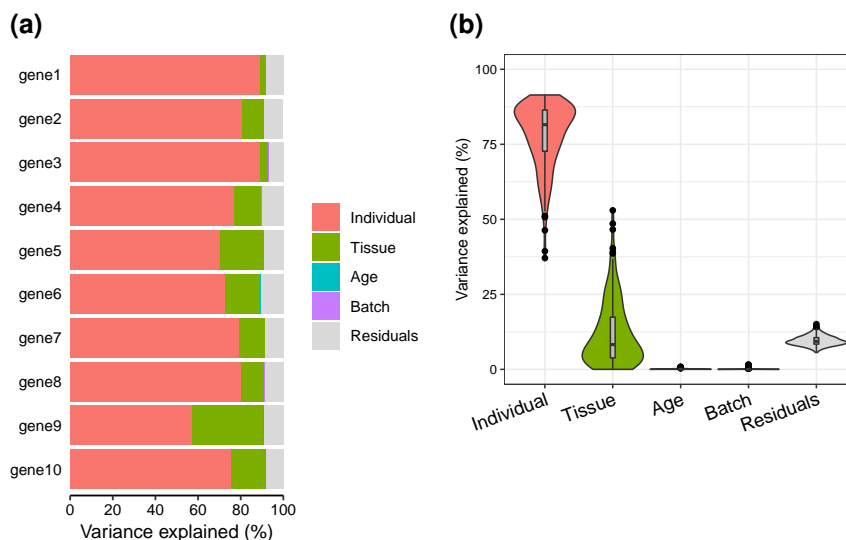 (a)
gene1
gene2
gene3
gene4
gene5
gene6
gene7
gene8
gene9
gene10
0 20 40 60 80 100
Variance explained (%)
Individual
Tissue
Age
Batch
Residuals
(b)
Variance explained (%)
100
75
50
25
0
Individual Tissue Age Batch Residuals